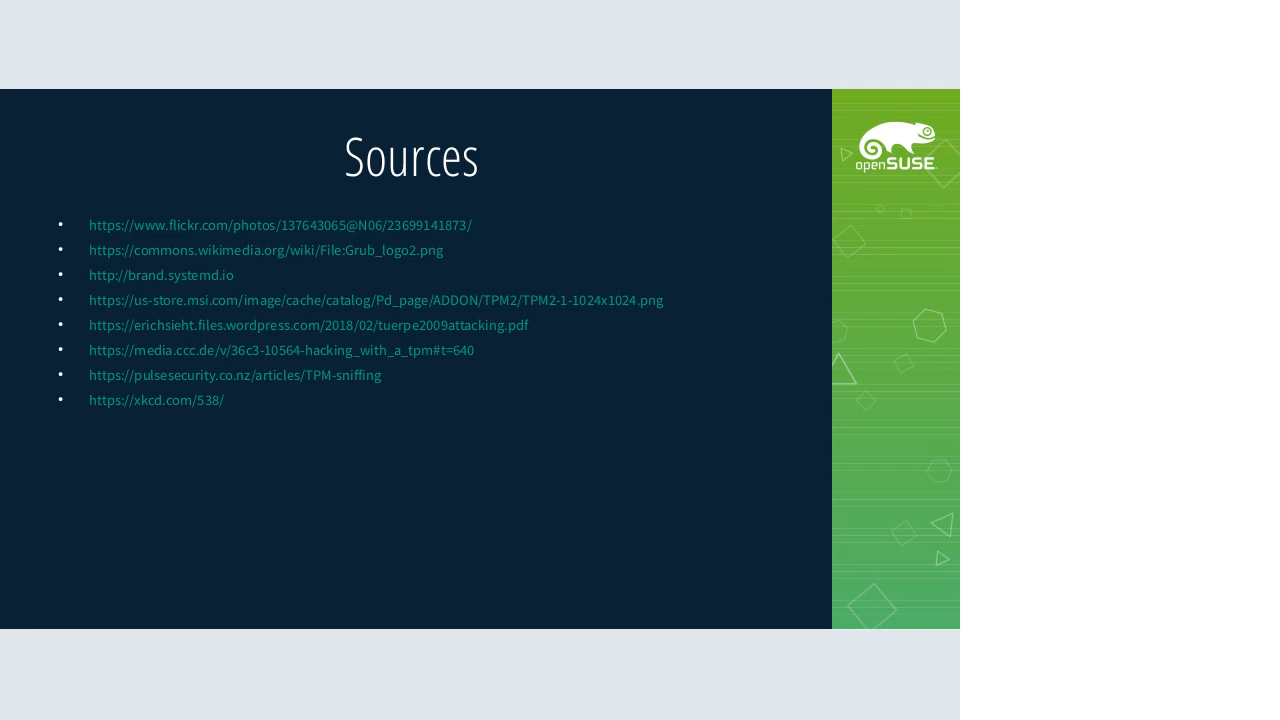 Sources
openSUSE
• https://www.flickr.com/photos/137643065@N06/23699141873/
• https://commons.wikimedia.org/wiki/File:Grub_logo2.png
• http://brand.systemd.io
• https://us-store.msi.com/image/cache/catalog/Pd_page/ADDON/TPM2/TPM2-1-1024x1024.png
• https://erichsieht.files.wordpress.com/2018/02/tuerpe2009attacking.pdf
• https://media.ccc.de/v/36c3-10564-hacking_with_a_tpm#t=640
• https://pulsesecurity.co.nz/articles/TPM-sniffing
• https://xkcd.com/538/